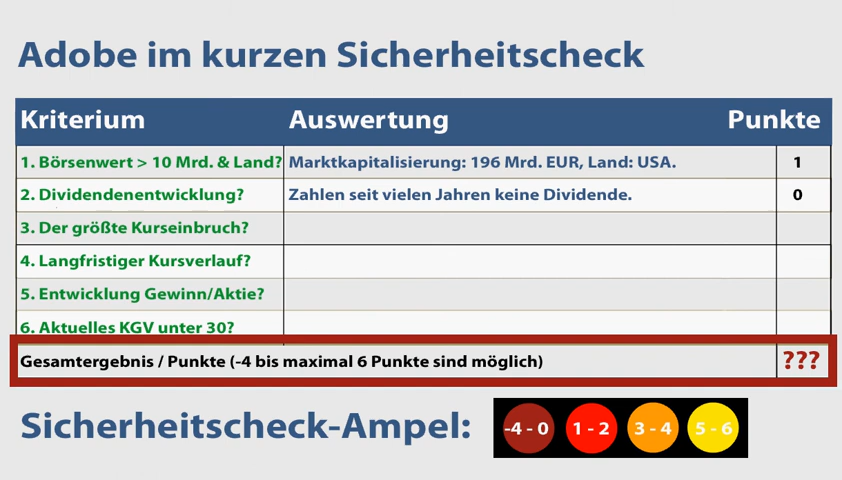 Adobe im kurzen Sicherheitscheck
Kriterium Auswertung Punkte
1. Börsenwert > 10 Mrd. & Land? Marktkapitalisierung: 196 Mrd. EUR, Land: USA. 1
2. Dividendenentwicklung? Zahlen seit vielen Jahren keine Dividende. 0
3. Der größte Kurseinbruch?
4. Langfristiger Kursverlauf?
5. Entwicklung Gewinn/Aktie?
6. Aktuelles KGV unter 30?
Gesamtergebnis / Punkte (-4 bis maximal 6 Punkte sind möglich) ???
Sicherheitscheck-Ampel: -4 - 0 1 - 2 3 - 4 5 - 6